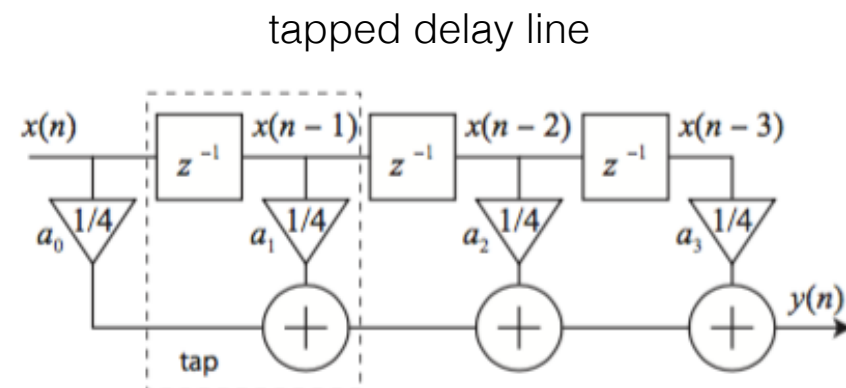 tapped delay line
x(n)
x(n – 1)
x(n – 2)
x(n – 3)
z⁻¹
z⁻¹
z⁻¹
a₀
1/4
a₁
1/4
a₂
1/4
a₃
1/4
+
+
+
y(n)
tap